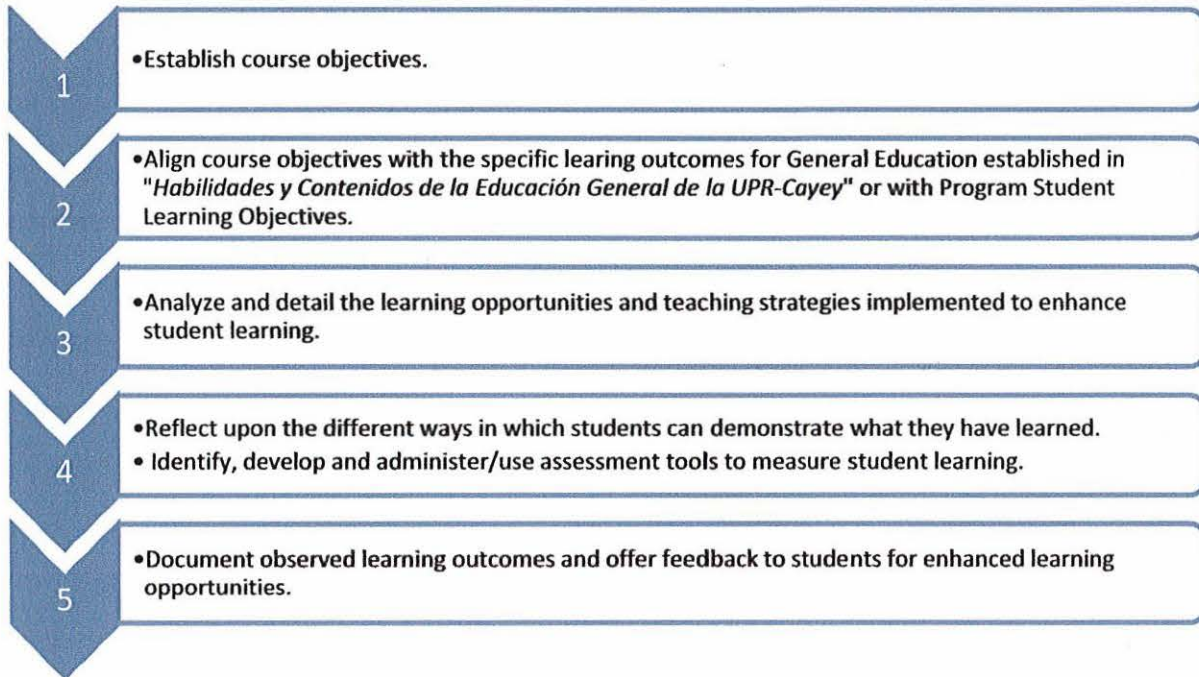 1
•Establish course objectives.
2
•Align course objectives with the specific learing outcomes for General Education established in
"Habilidades y Contenidos de la Educación General de la UPR-Cayey" or with Program Student
Learning Objectives.
3
•Analyze and detail the learning opportunities and teaching strategies implemented to enhance
student learning.
4
•Reflect upon the different ways in which students can demonstrate what they have learned.
• Identify, develop and administer/use assessment tools to measure student learning.
5
•Document observed learning outcomes and offer feedback to students for enhanced learning
opportunities.